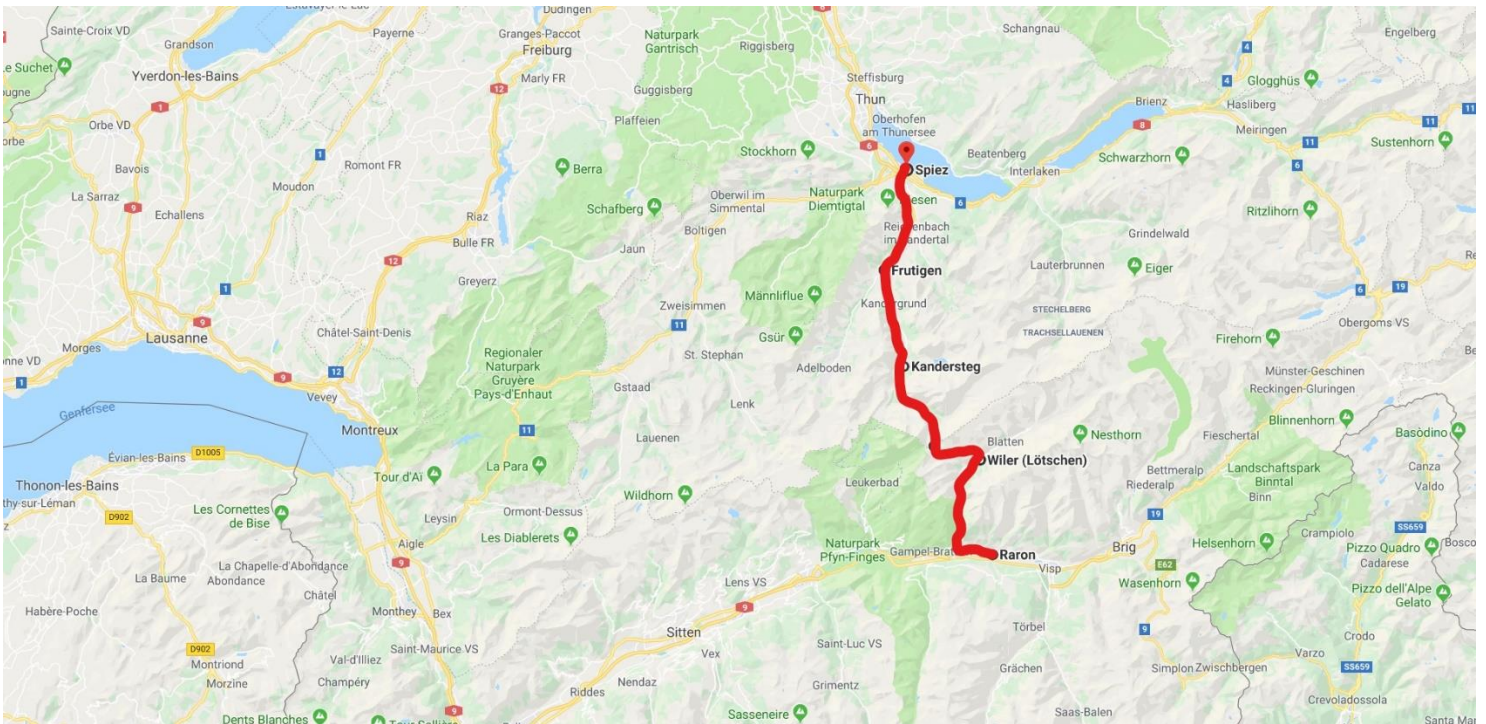 Estavayer-le-Lac
Düdingen
Sainte-Croix VD
Payerne
Granges-Paccot
Naturpark
Gantrisch
Riggisberg
Schangnau
Engelberg
Grandson
Freiburg
Le Suchet
Yverdon-les-Bains
Marly FR
Steffisburg
Glogghüs
Guggisberg
Thun
Orbe VD
Plaffeien
Oberhofen
am Thunersee
Brienz
Hasliberg
Meiringen
Sustenhorn
Bavois
Romont FR
Berra
Stockhorn
Beatenberg
Schwarzhorn
Moudon
Spiez
Interlaken
La Sarraz
Echallens
Schafberg
Oberwil im
Simmental
Naturpark
Diemtigtal
Ritzlihorn
Riaz
Bulle FR
Jaun
Boltigen
Grindelwald
Greyerz
Frutigen
Lauterbrunnen
Eiger
Zweisimmen
Männliflue
Kandergrund
STECHELBERG
TRACHSELLAUENEN
Obergoms VS
Lausanne
Châtel-Saint-Denis
Gsür
Firehorn
Morges
Regionaler
Naturpark
Gruyère
Pays-d'Enhaut
St. Stephan
Adelboden
Kandersteg
Münster-Geschinen
Reckingen-Gluringen
Vevey
Gstaad
Genfersee
Lenk
Blinnenhorn
Montreux
Lauenen
Blatten
Nesthorn
Fieschertal
Basòdino
Évian-les-Bains
D1005
Wiler (Lötschen)
La Para
Tour d'Aï
Bettmeralp
Riederalp
Landschaftspark
Binntal
Binn
Canza
Valdo
Thonon-les-Bains
Leukerbad
Wildhorn
D902
Les Cornettes
de Bise
Leysin
Ormont-Dessus
Les Diablerets
SS659
Crampiolo
Aigle
Naturpark
Pfyn-Finges
Raron
Brig
Helsenhorn
Pizzo Quadro
Cadarese
La Chapelle-d'Abondance
Abondance
La Baume
Lens VS
Visp
E62
Wasenhorn
Châtel
Pizzo dell'Alpe
Gelato
Habère-Poche
Monthey
Bex
Törbel
Sitten
Crodo
D902
Saint-Maurice VS
Vex
Saint-Luc VS
Montriond
Val-d'Illiez
Grächen
Simplon
Zwischbergen
Varzo
SS659
Morzine
Champéry
Riddes
Nendaz
Grimentz
Crevoladossola
Dents Blanches
Sasseneire
Saas-Balen